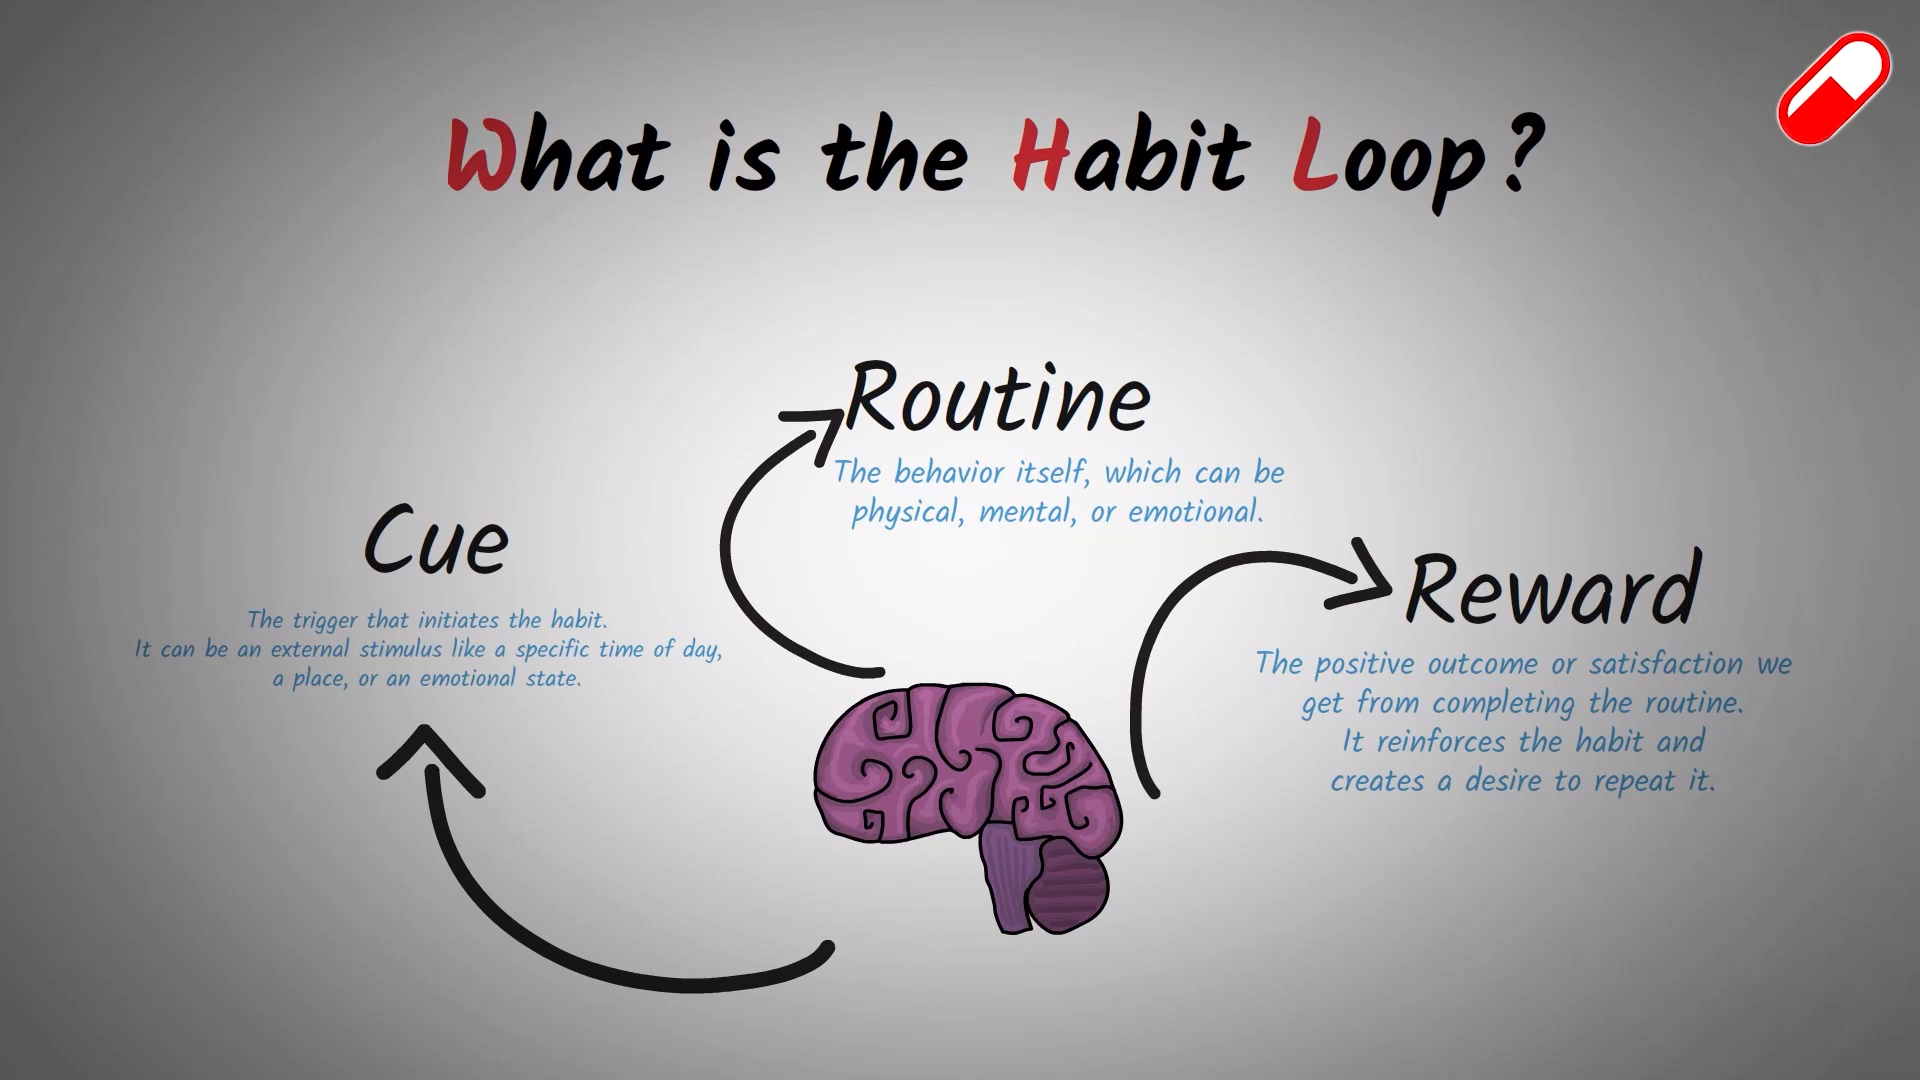 What is the Habit Loop?
Cue
The trigger that initiates the habit.
It can be an external stimulus like a specific time of day,
a place, or an emotional state.
Routine
The behavior itself, which can be
physical, mental, or emotional.
Reward
The positive outcome or satisfaction we
get from completing the routine.
It reinforces the habit and
creates a desire to repeat it.